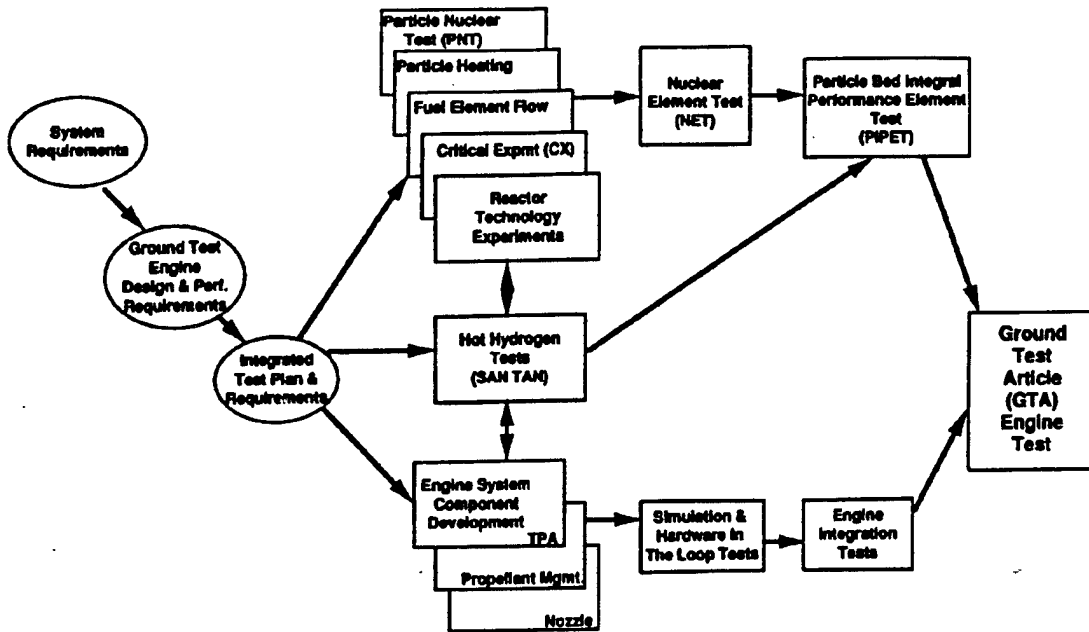 Particle Nuclear
Test (PNT)
Particle Heating
Fuel Element Flow
Critical Expmt (CX)
Reactor
Technology
Experiments
Nuclear
Element Test
(NET)
Particle Bed Integral
Performance Element
Test
(PIPET)
System
Requirements
Ground Test
Engine
Design & Perf.
Requirements
Integrated
Test Plan &
Requirements
Hot Hydrogen
Tests
(SAN TAN)
Ground
Test
Article
(GTA)
Engine
Test
Engine System
Component
Development
TPA
Propellant Mgmt.
Nozzle
Simulation &
Hardware In
The Loop Tests
Engine
Integration
Tests